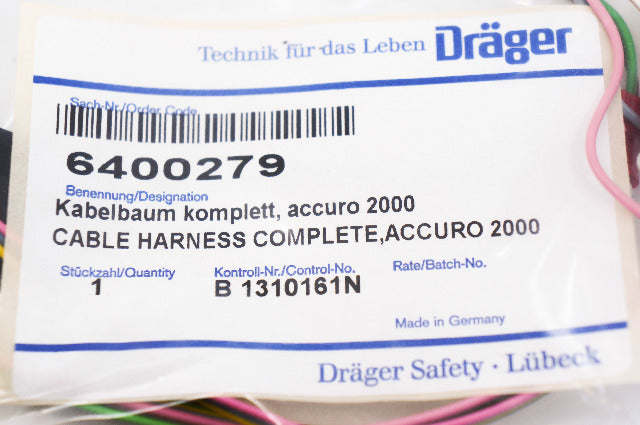 Technik für das Leben Dräger
Sach-Nr./Order Code
6400279
Benennung/Designation
Kabelbaum komplett, accuro 2000
CABLE HARNESS COMPLETE,ACCURO 2000
Stückzahl/Quantity Kontroll-Nr./Control-No. Rate/Batch-No.
1 B 1310161N
Made in Germany
Dräger Safety · Lübeck